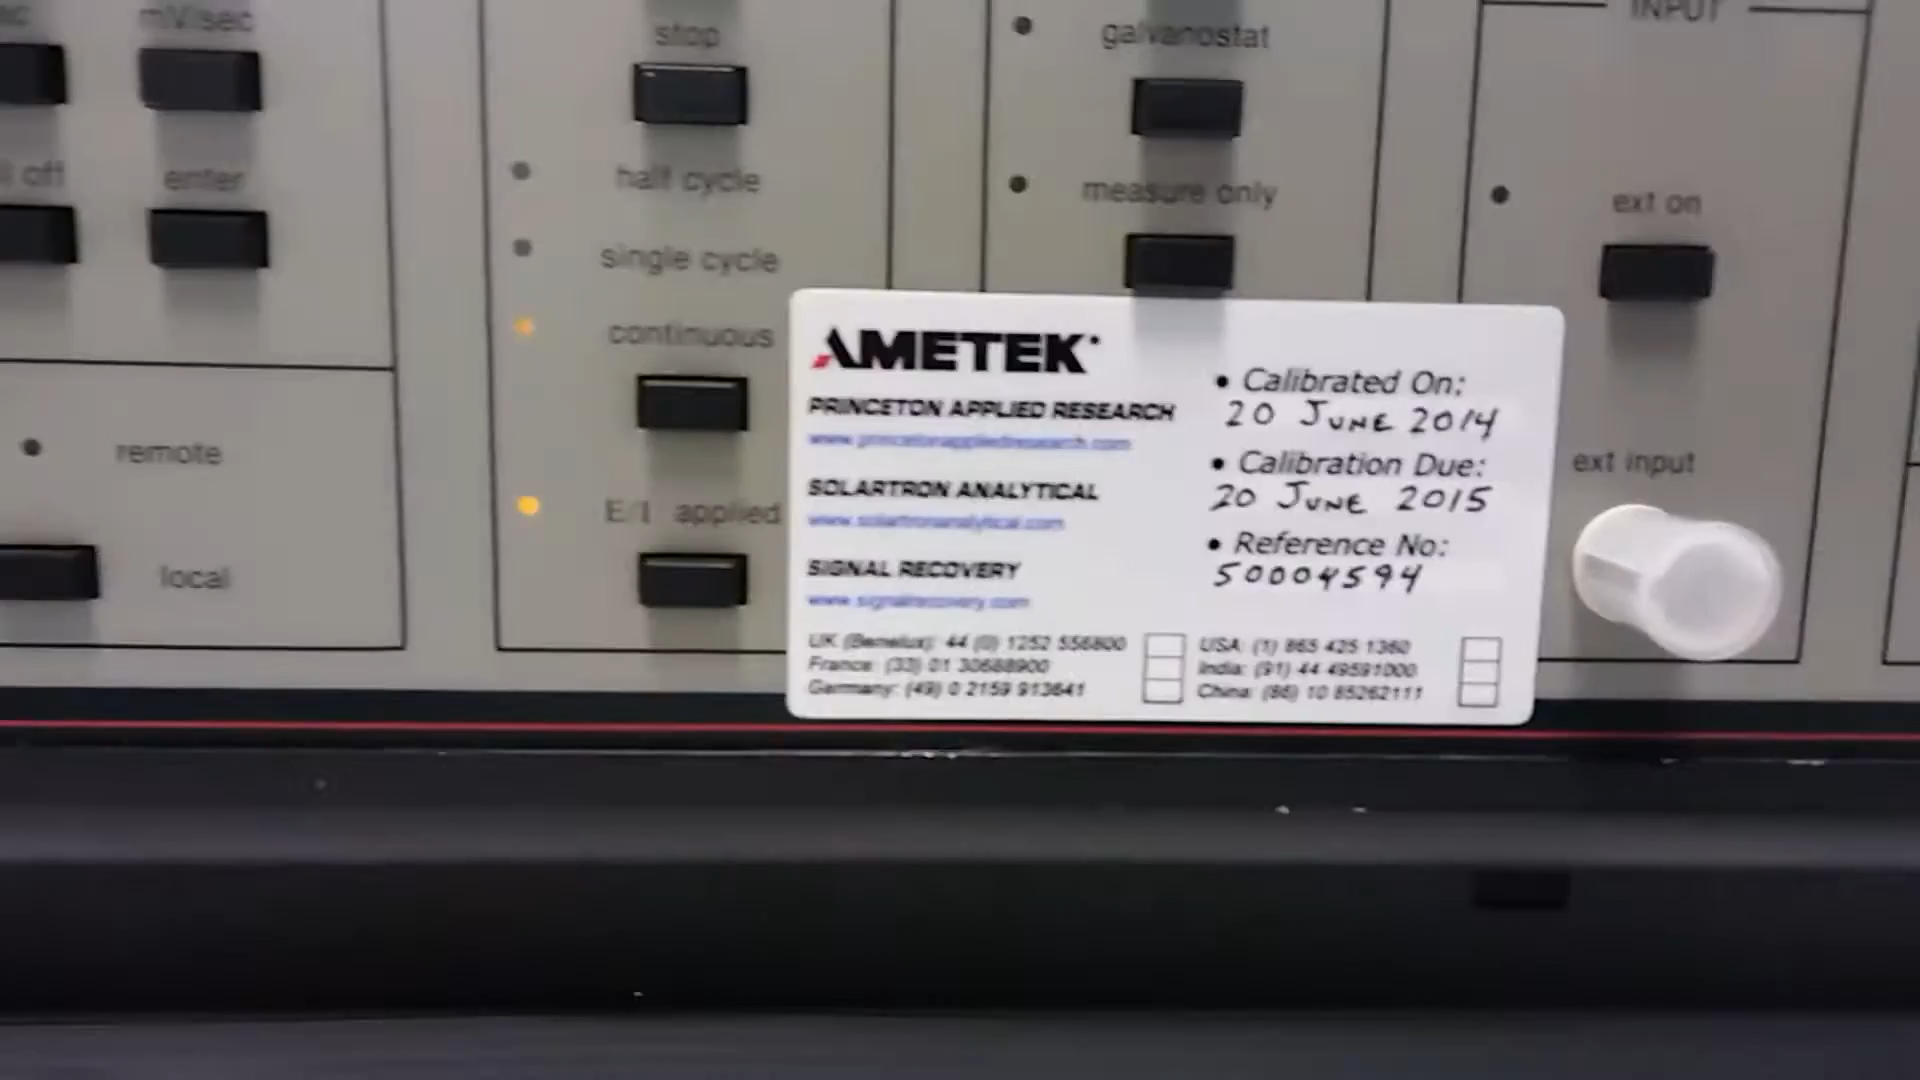 mV/sec
stop
galvanostat
INPUT
off
enter
half cycle
measure only
ext on
single cycle
continuous
remote
E/I applied
local
ext input
AMETEK
PRINCETON APPLIED RESEARCH
www.princetonappliedresearch.com
SOLARTRON ANALYTICAL
www.solartronanalytical.com
SIGNAL RECOVERY
www.signalrecovery.com
• Calibrated On:
20 JUNE 2014
• Calibration Due:
20 JUNE 2015
• Reference No:
50004594
UK (Benelux): 44 (0) 1252 556800
France: (33) 01 30688900
Germany: (49) 0 2159 913641
USA: (1) 865 425 1360
India: (91) 44 49591000
China: (86) 10 85262111